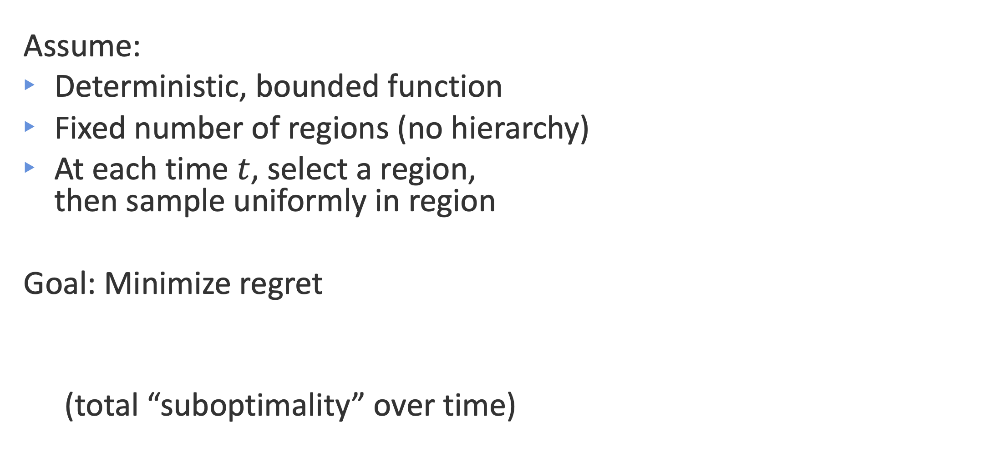 Assume:
Deterministic, bounded function
Fixed number of regions (no hierarchy)
At each time t, select a region,
then sample uniformly in region
Goal: Minimize regret
(total “suboptimality” over time)